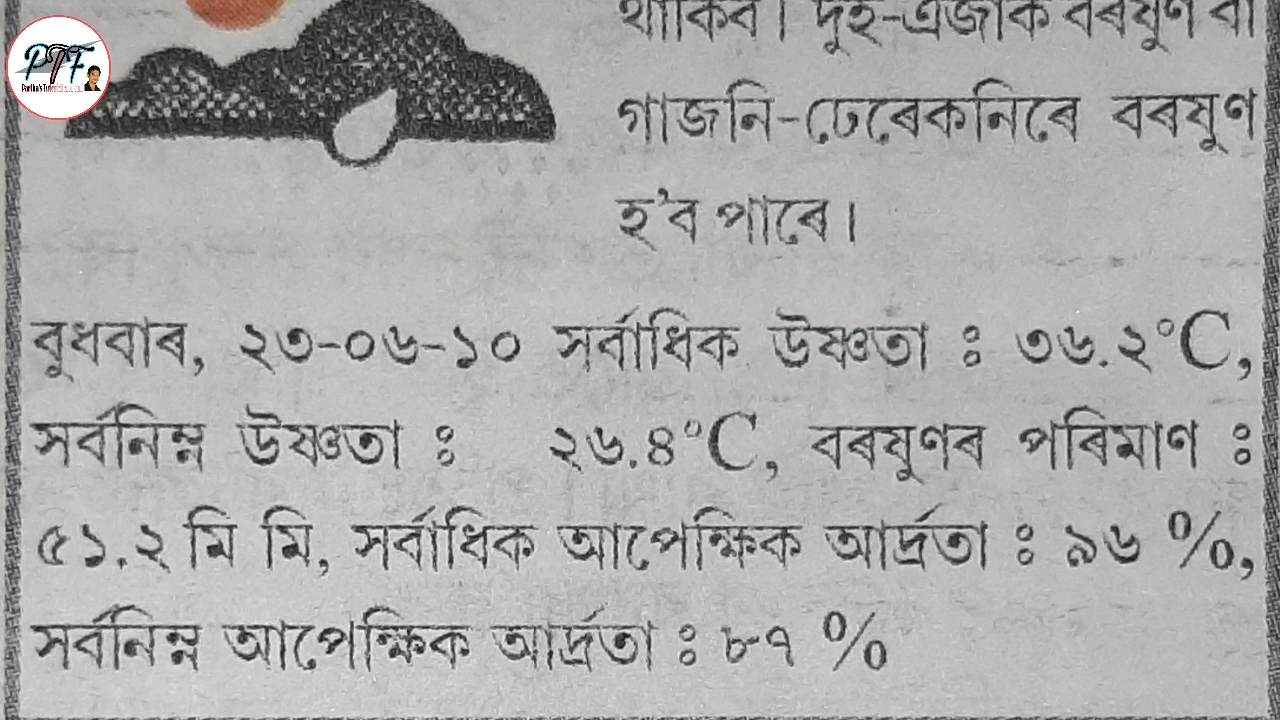 PTF
থাকিব। দুই-এজাক বৰষুণ বা
গাজনি-ঢেৰেকনিৰে বৰষুণ
হ'ব পাৰে।
বুধবাৰ, ২৩-০৬-১০ সৰ্বাধিক উষ্ণতা : ৩৬.২°C,
সৰ্বনিম্ন উষ্ণতা : ২৬.৪°C, বৰষুণৰ পৰিমাণ :
৫১.২ মি মি, সৰ্বাধিক আপেক্ষিক আৰ্দ্ৰতা : ৯৬ %,
সৰ্বনিম্ন আপেক্ষিক আৰ্দ্ৰতা : ৮৭ %